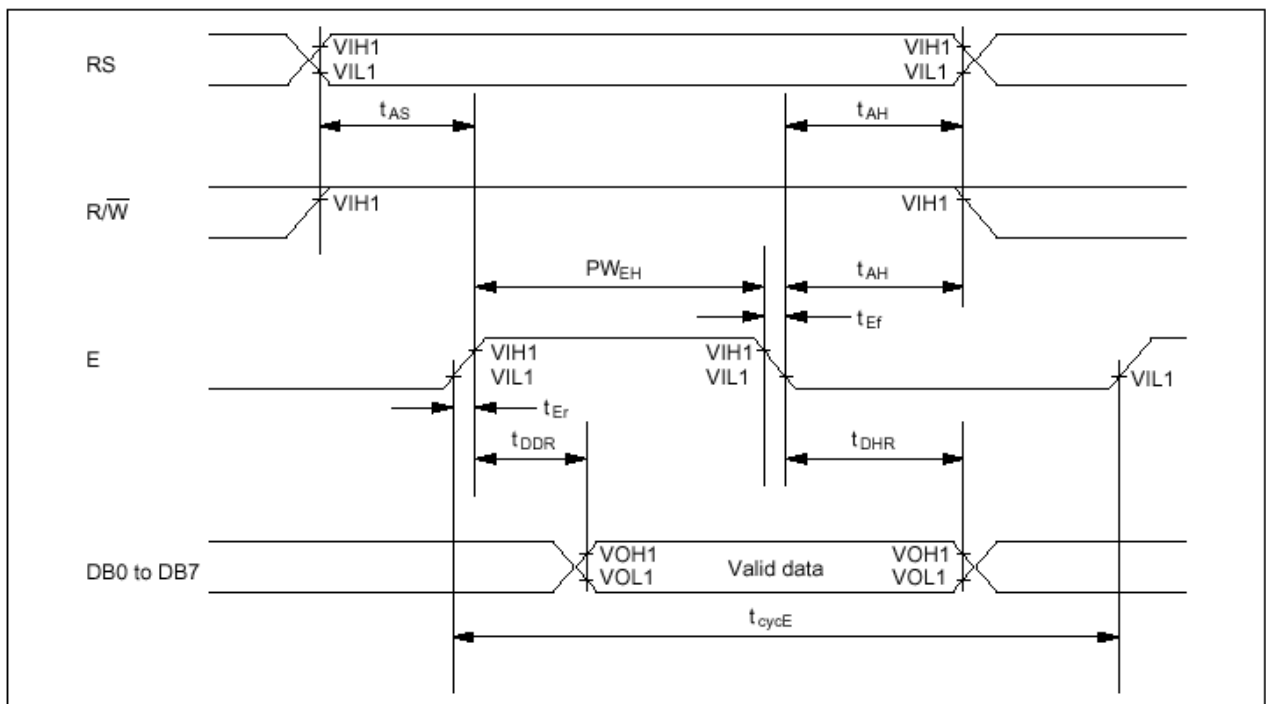 RS
VIH1
VIL1
VIH1
VIL1
tAS
tAH
R/W̅
VIH1
VIH1
PWEH
tAH
tEf
E
VIH1
VIL1
VIH1
VIL1
VIL1
tEr
tDDR
tDHR
DB0 to DB7
VOH1
VOL1
Valid data
VOH1
VOL1
tcycE